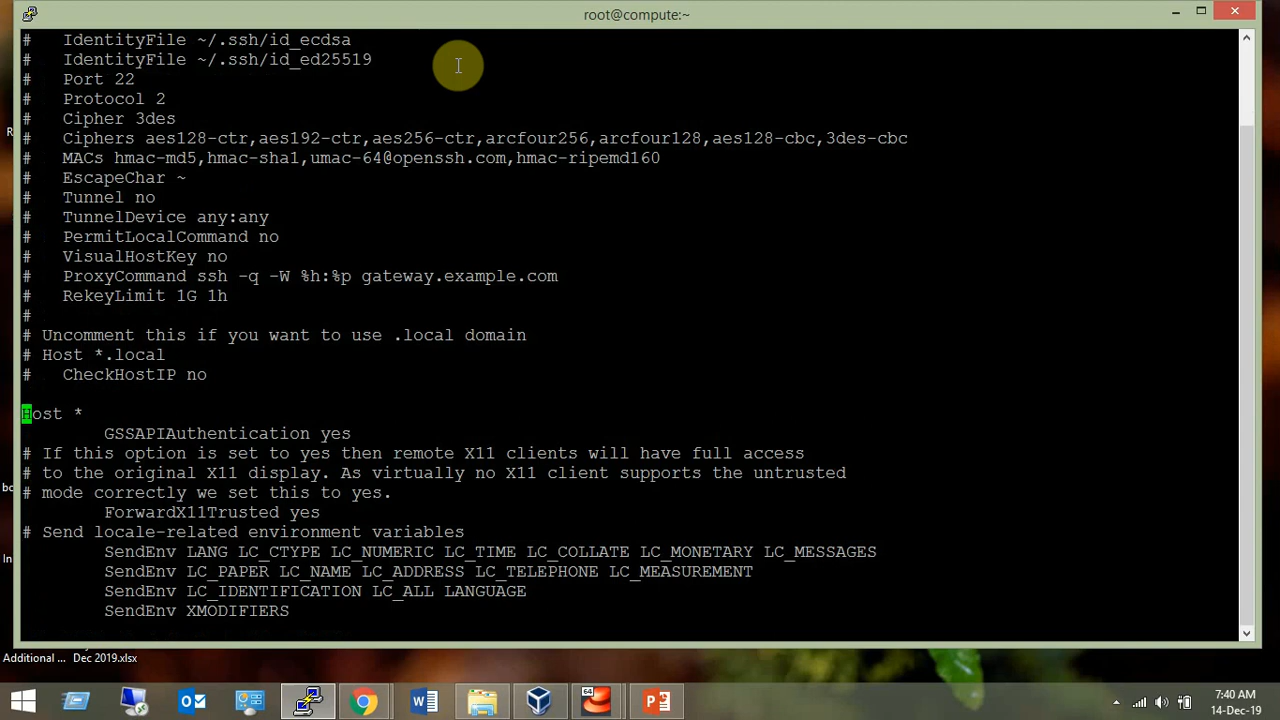 root@compute:~
#   IdentityFile ~/.ssh/id_ecdsa
#   IdentityFile ~/.ssh/id_ed25519
#   Port 22
#   Protocol 2
#   Cipher 3des
#   Ciphers aes128-ctr,aes192-ctr,aes256-ctr,arcfour256,arcfour128,aes128-cbc,3des-cbc
#   MACs hmac-md5,hmac-sha1,umac-64@openssh.com,hmac-ripemd160
#   EscapeChar ~
#   Tunnel no
#   TunnelDevice any:any
#   PermitLocalCommand no
#   VisualHostKey no
#   ProxyCommand ssh -q -W %h:%p gateway.example.com
#   RekeyLimit 1G 1h
#
# Uncomment this if you want to use .local domain
# Host *.local
#   CheckHostIP no
Host *
        GSSAPIAuthentication yes
# If this option is set to yes then remote X11 clients will have full access
# to the original X11 display. As virtually no X11 client supports the untrusted
# mode correctly we set this to yes.
        ForwardX11Trusted yes
# Send locale-related environment variables
        SendEnv LANG LC_CTYPE LC_NUMERIC LC_TIME LC_COLLATE LC_MONETARY LC_MESSAGES
        SendEnv LC_PAPER LC_NAME LC_ADDRESS LC_TELEPHONE LC_MEASUREMENT
        SendEnv LC_IDENTIFICATION LC_ALL LANGUAGE
        SendEnv XMODIFIERS
Additional ... Dec 2019.xlsx
64
7:40 AM
14-Dec-19